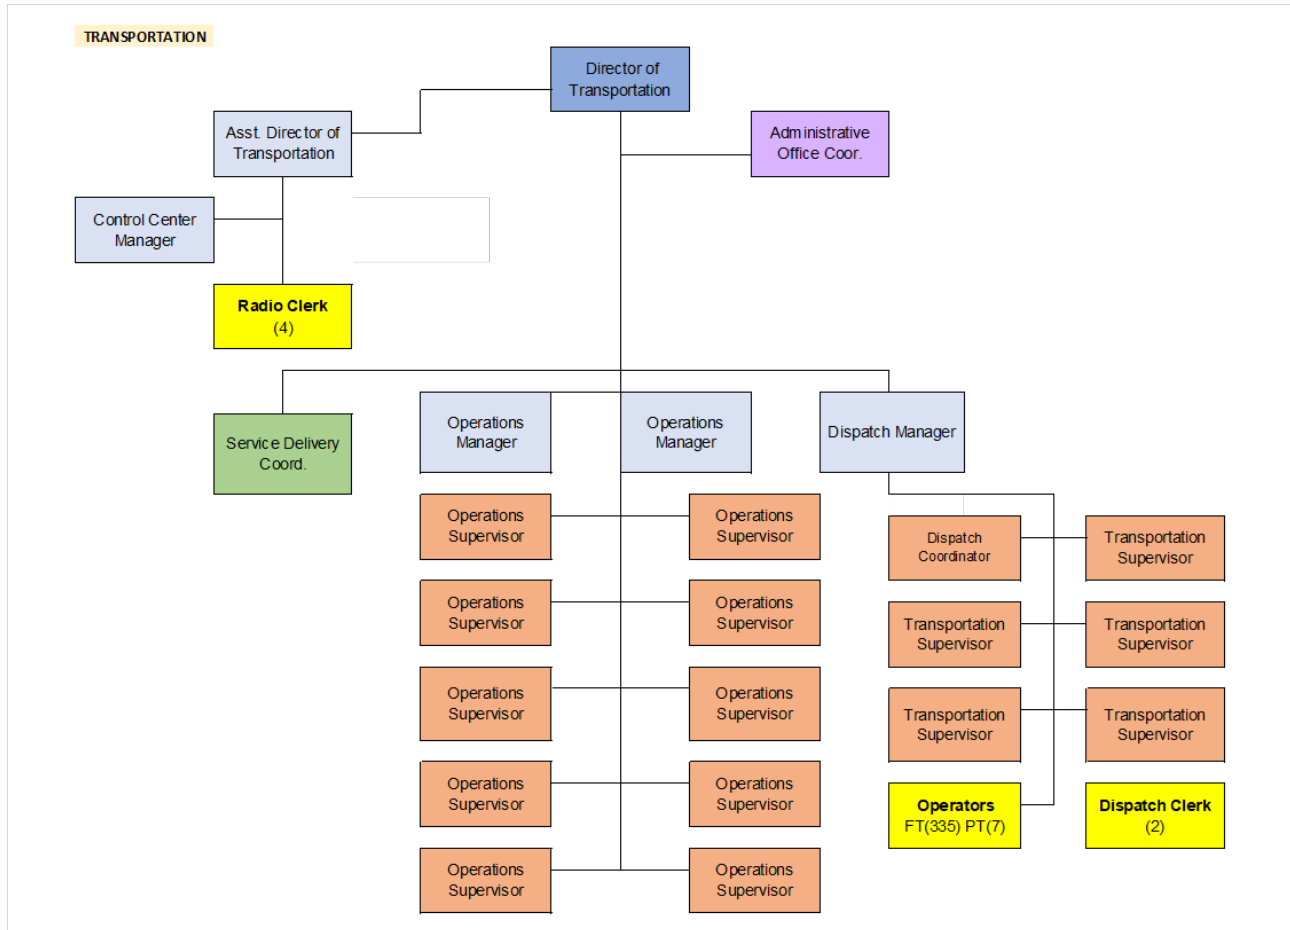 TRANSPORTATION
Director of
Transportation
Asst. Director of
Transportation
Administrative
Office Coor.
Control Center
Manager
Radio Clerk
(4)
Service Delivery
Coord.
Operations
Manager
Operations
Manager
Dispatch Manager
Operations
Supervisor
Operations
Supervisor
Operations
Supervisor
Operations
Supervisor
Operations
Supervisor
Operations
Supervisor
Operations
Supervisor
Operations
Supervisor
Operations
Supervisor
Operations
Supervisor
Dispatch
Coordinator
Transportation
Supervisor
Transportation
Supervisor
Transportation
Supervisor
Transportation
Supervisor
Transportation
Supervisor
Operators
FT(335) PT(7)
Dispatch Clerk
(2)